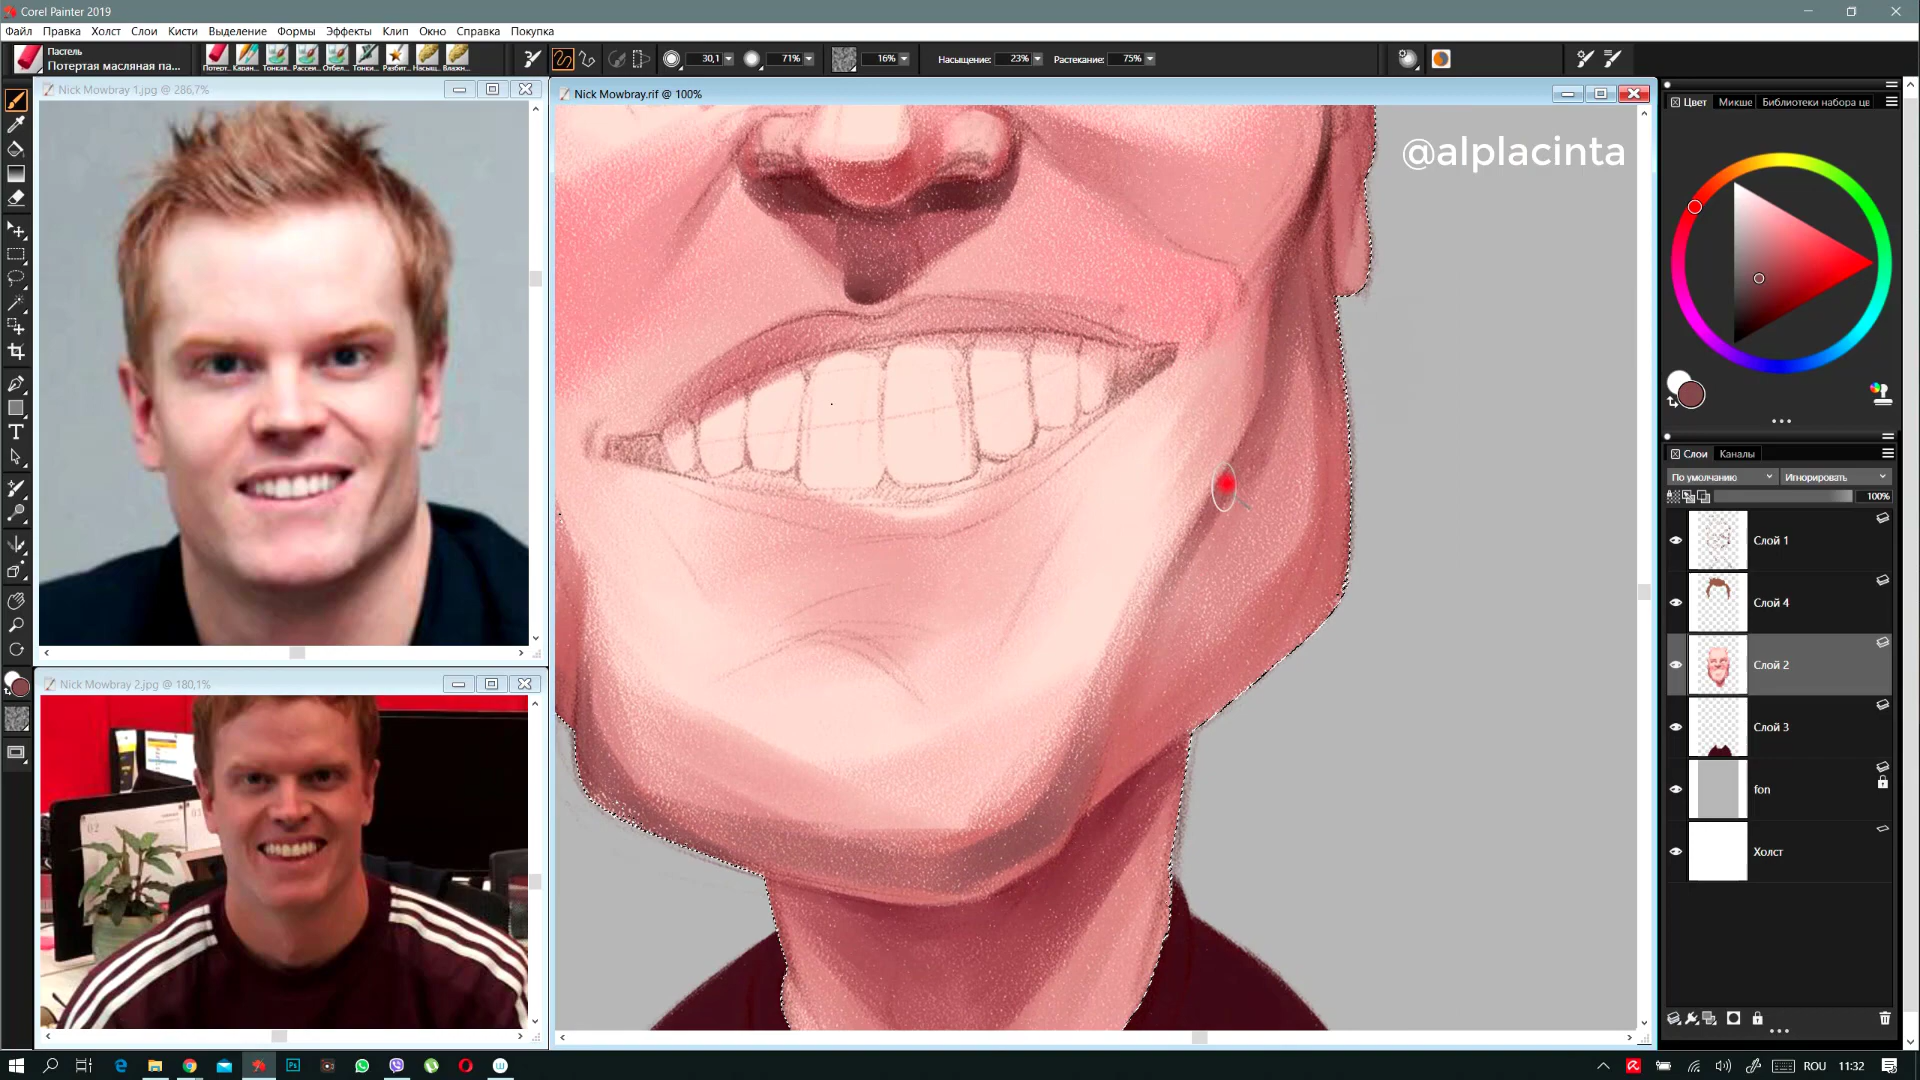 Corel Painter 2019
Файл Правка Холст Слои Кисти Выделение Формы Эффекты Клип Окно Справка Покупка
Пастель
Потертая масляная па...
30,1
71%
16%
Насыщение: 23%
Растекание: 75%
Nick Mowbray 1.jpg @ 286,7%
Nick Mowbray.rif @ 100%
@alplacinta
Цвет Микше Библиотеки набора це
Слои Каналы
По умолчанию Игнорировать
100%
Слой 1
Слой 4
Слой 2
Слой 3
fon
Холст
Nick Mowbray 2.jpg @ 180,1%
ROU 11:32